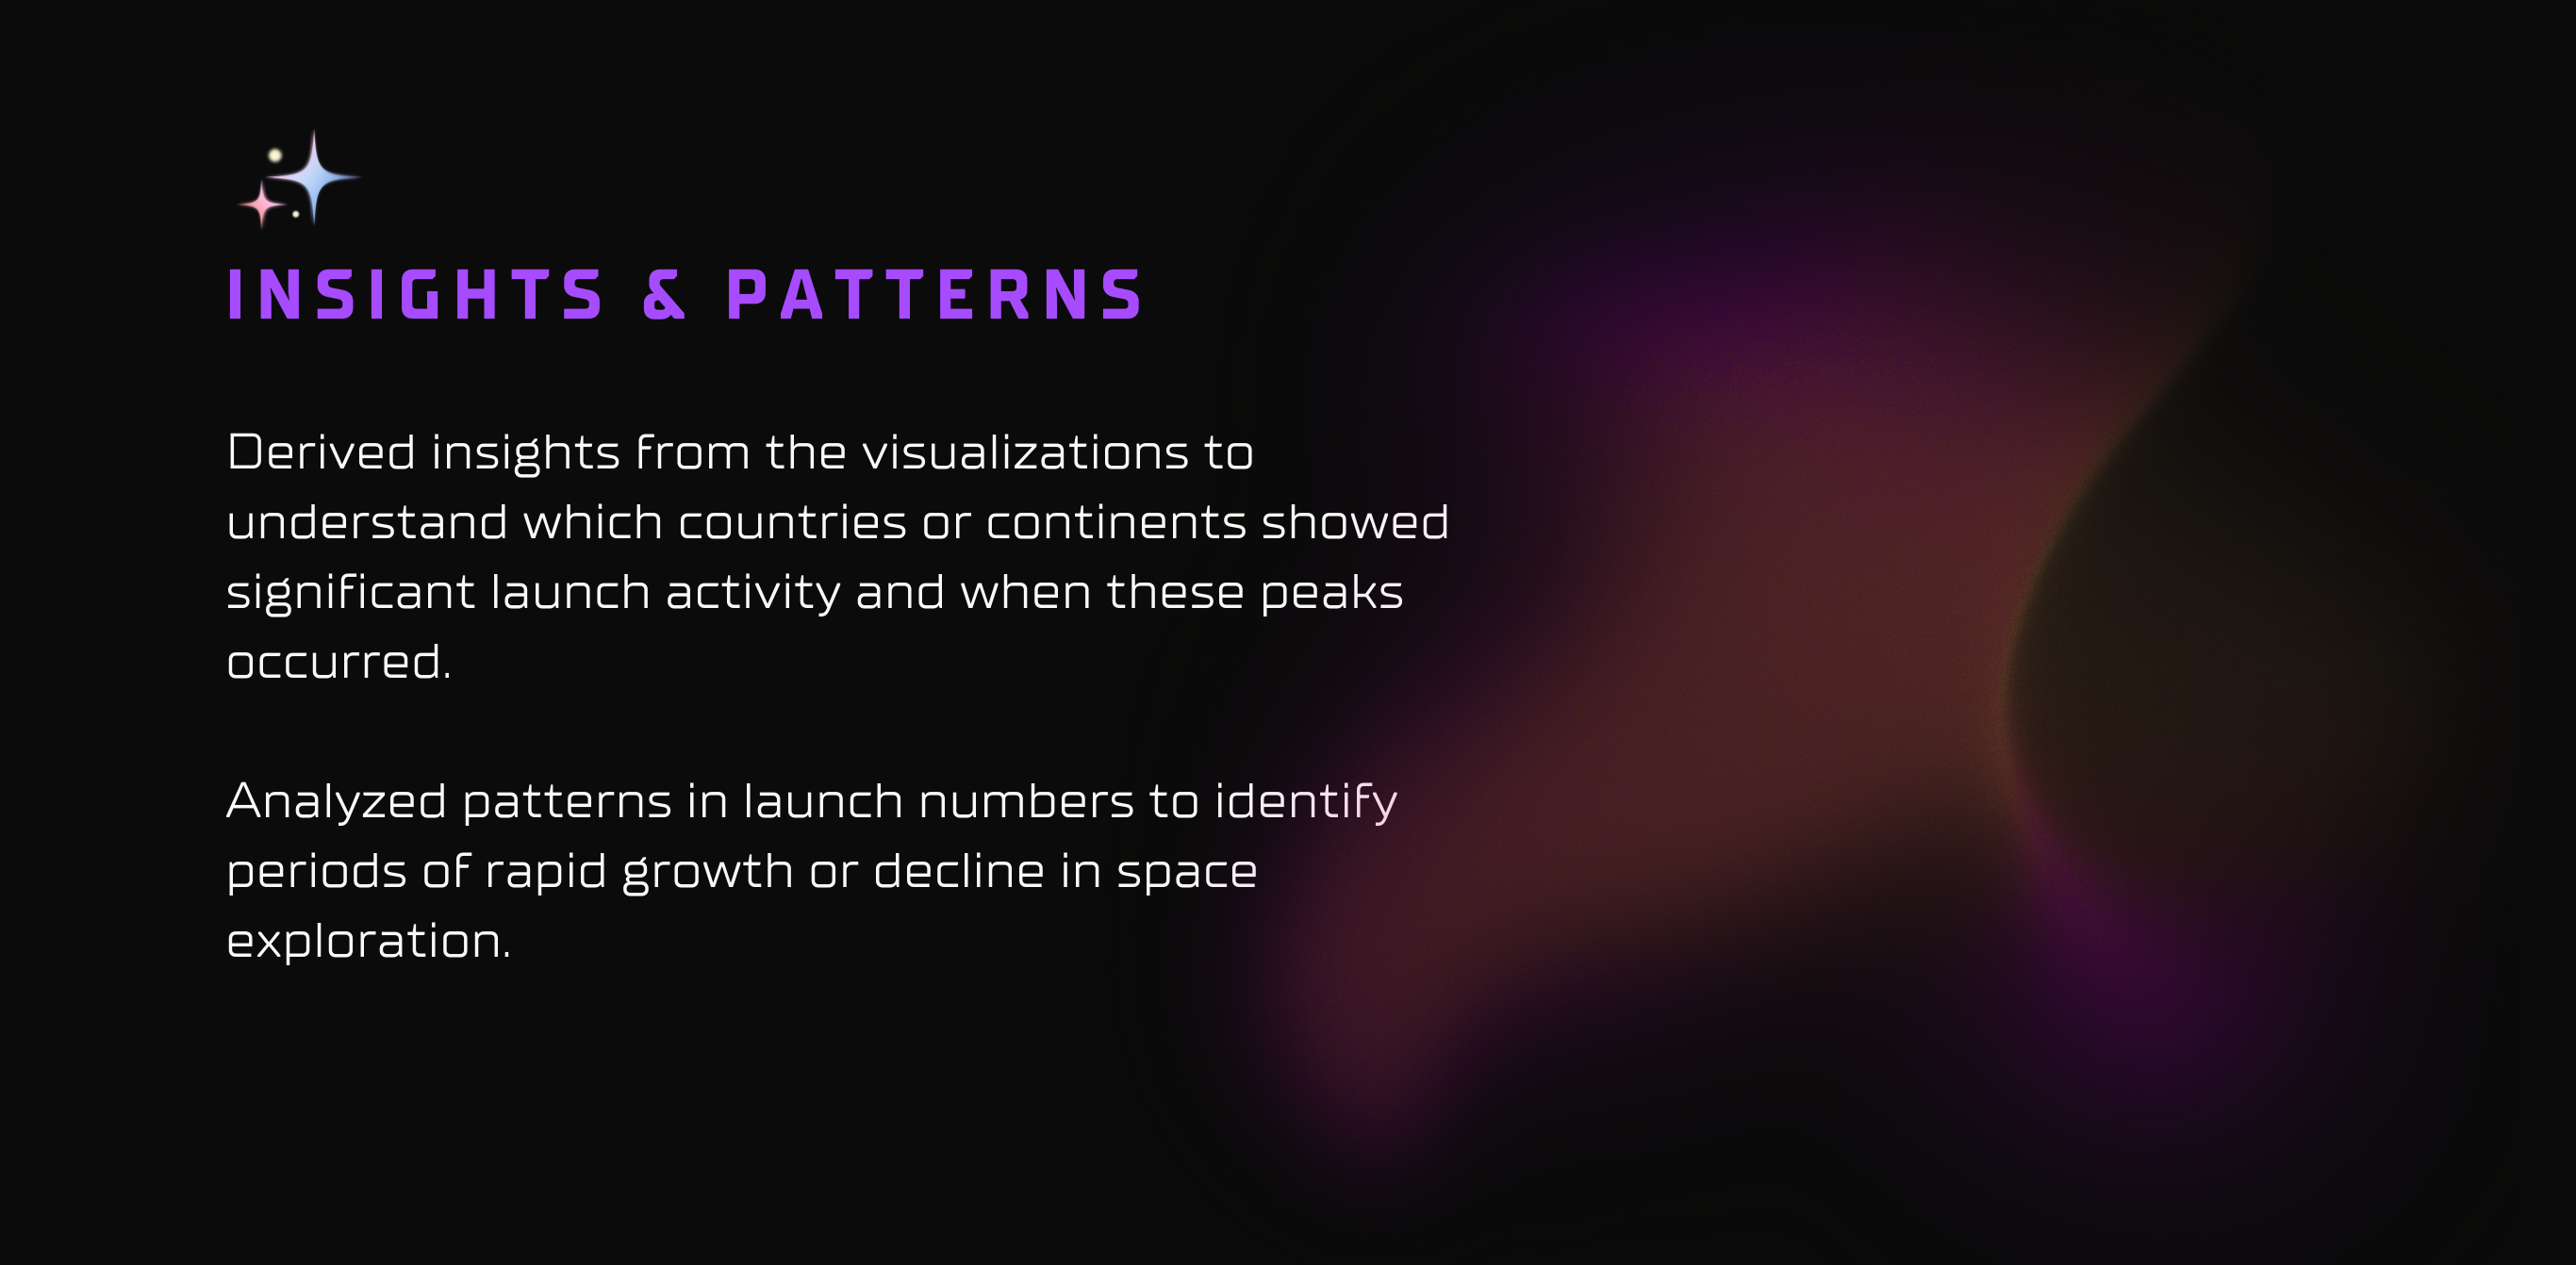 INSIGHTS & PATTERNS
Derived insights from the visualizations to
understand which countries or continents showed
significant launch activity and when these peaks
occurred.
Analyzed patterns in launch numbers to identify
periods of rapid growth or decline in space
exploration.